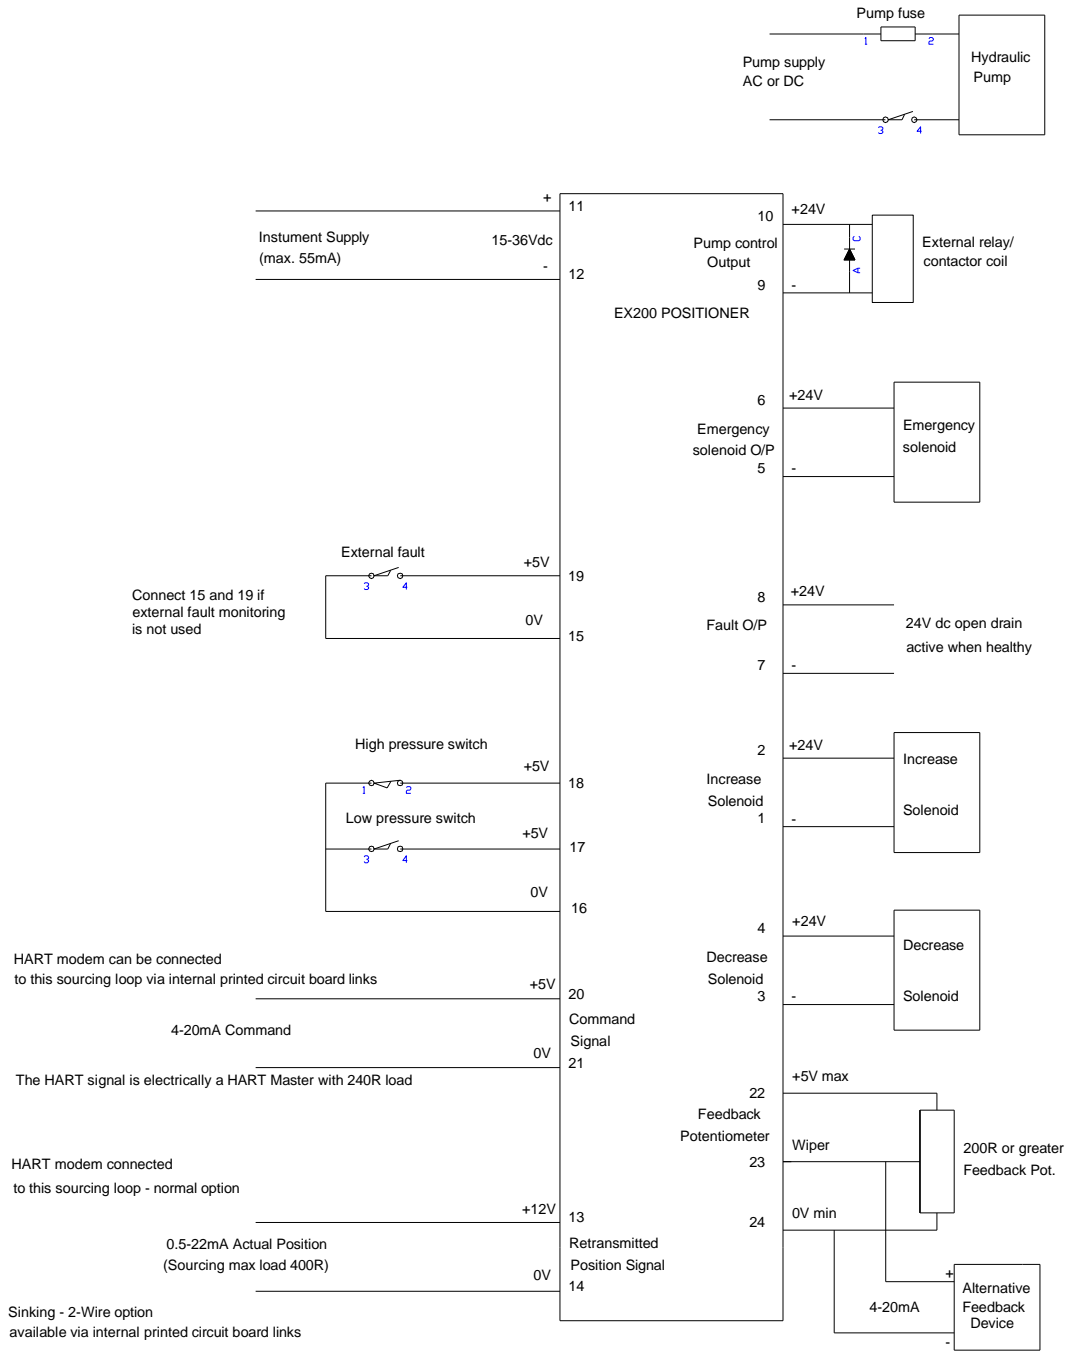 Pump fuse
1
2
Hydraulic
Pump
Pump supply
AC or DC
3
4
+
11
Instument Supply
(max. 55mA)
15-36Vdc
-
12
10
+24V
Pump control
Output
C
A
External relay/
contactor coil
9
-
EX200 POSITIONER
6
+24V
Emergency
solenoid O/P
5
-
Emergency
solenoid
External fault
+5V
19
3
4
Connect 15 and 19 if
external fault monitoring
is not used
0V
15
8
+24V
Fault O/P
24V dc open drain
active when healthy
7
-
High pressure switch
+5V
18
1
2
Low pressure switch
+5V
17
3
4
0V
16
2
+24V
Increase
Solenoid
1
-
Increase
Solenoid
4
+24V
Decrease
Solenoid
3
-
Decrease
Solenoid
HART modem can be connected
to this sourcing loop via internal printed circuit board links
+5V
20
4-20mA Command
Command
Signal
0V
21
The HART signal is electrically a HART Master with 240R load
+5V max
22
Feedback
Potentiometer
Wiper
23
200R or greater
Feedback Pot.
0V min
24
HART modem connected
to this sourcing loop - normal option
+12V
13
0.5-22mA Actual Position
(Sourcing max load 400R)
Retransmitted
Position Signal
0V
14
+
4-20mA
-
Alternative
Feedback
Device
Sinking - 2-Wire option
available via internal printed circuit board links